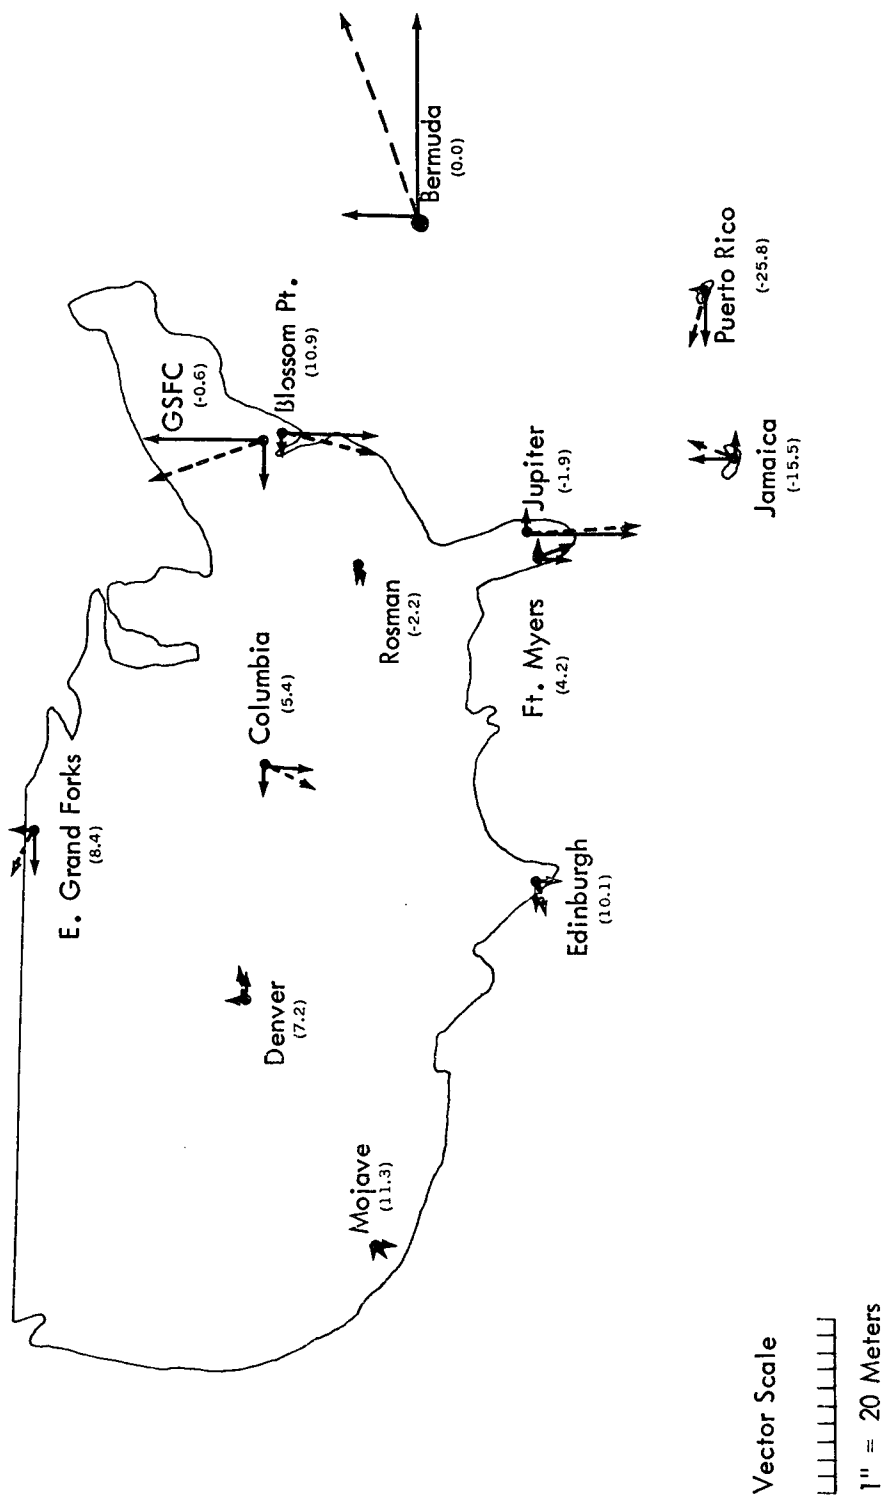 E. Grand Forks
(8.4)
GSFC
(-0.6)
Blossom Pt.
(10.9)
Bermuda
(0.0)
Columbia
(5.4)
Denver
(7.2)
Rosman
(-2.2)
Mojave
(11.3)
Jupiter
(-1.9)
Ft. Myers
(4.2)
Edinburgh
(10.1)
Puerto Rico
(-25.8)
Jamaica
(-15.5)
Vector Scale
1" = 20 Meters